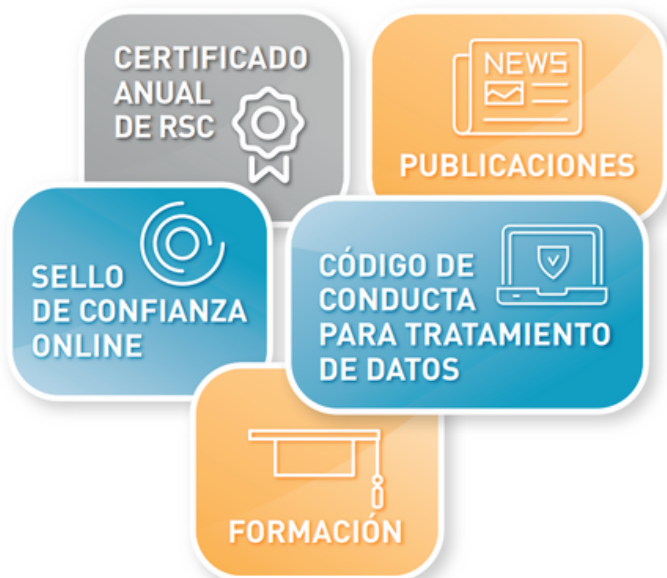 CERTIFICADO
ANUAL
DE RSC
NEWS
PUBLICACIONES
SELLO
DE CONFIANZA
ONLINE
CÓDIGO DE
CONDUCTA
PARA TRATAMIENTO
DE DATOS
FORMACIÓN